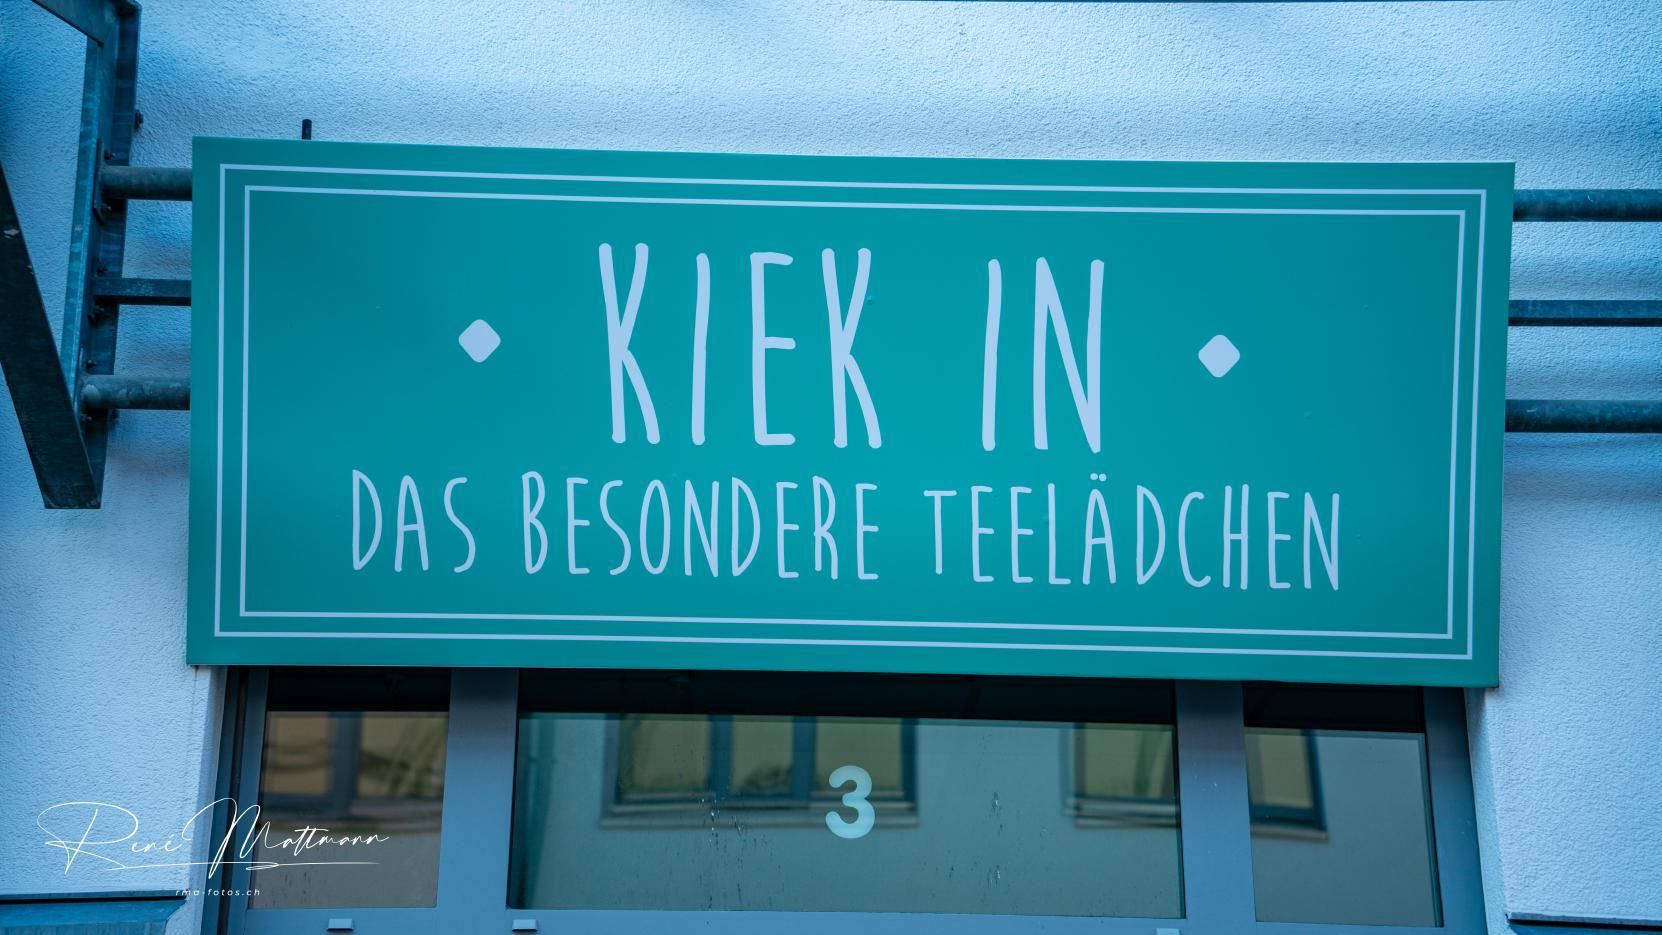 KIEK IN
DAS BESONDERE TEELÄDCHEN
3
René Mattmann
rma-fotos.ch